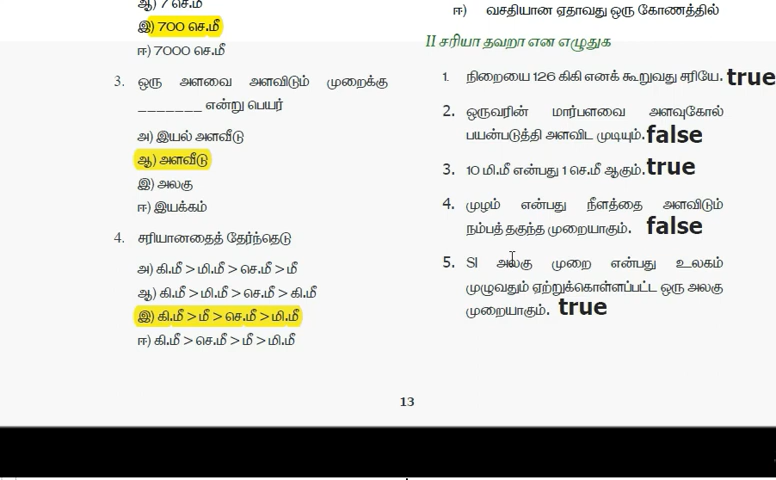 ஆ) 7 செ.மீ
இ) 700 செ.மீ
ஈ) 7000 செ.மீ
3. ஒரு அளவை அளவிடும் முறைக்கு
_______ என்று பெயர்
அ) இயல் அளவீடு
ஆ) அளவீடு
இ) அலகு
ஈ) இயக்கம்
4. சரியானதைத் தேர்ந்தெடு
அ) கி.மீ > மி.மீ > செ.மீ > மீ
ஆ) கி.மீ > மி.மீ > செ.மீ > கி.மீ
இ) கி.மீ > மீ > செ.மீ > மி.மீ
ஈ) கி.மீ > செ.மீ > மீ > மி.மீ
ஈ) வசதியான ஏதாவது ஒரு கோணத்தில்
II சரியா தவறா என எழுதுக
1. நிறையை 126 கிகி எனக் கூறுவது சரியே. true
2. ஒருவரின் மார்பளவை அளவுகோல்
பயன்படுத்தி அளவிட முடியும். false
3. 10 மி.மீ என்பது 1 செ.மீ ஆகும். true
4. முழம் என்பது நீளத்தை அளவிடும்
நம்பத் தகுந்த முறையாகும். false
5. SI அலகு முறை என்பது உலகம்
முழுவதும் ஏற்றுக்கொள்ளப்பட்ட ஒரு அலகு
முறையாகும். true
13